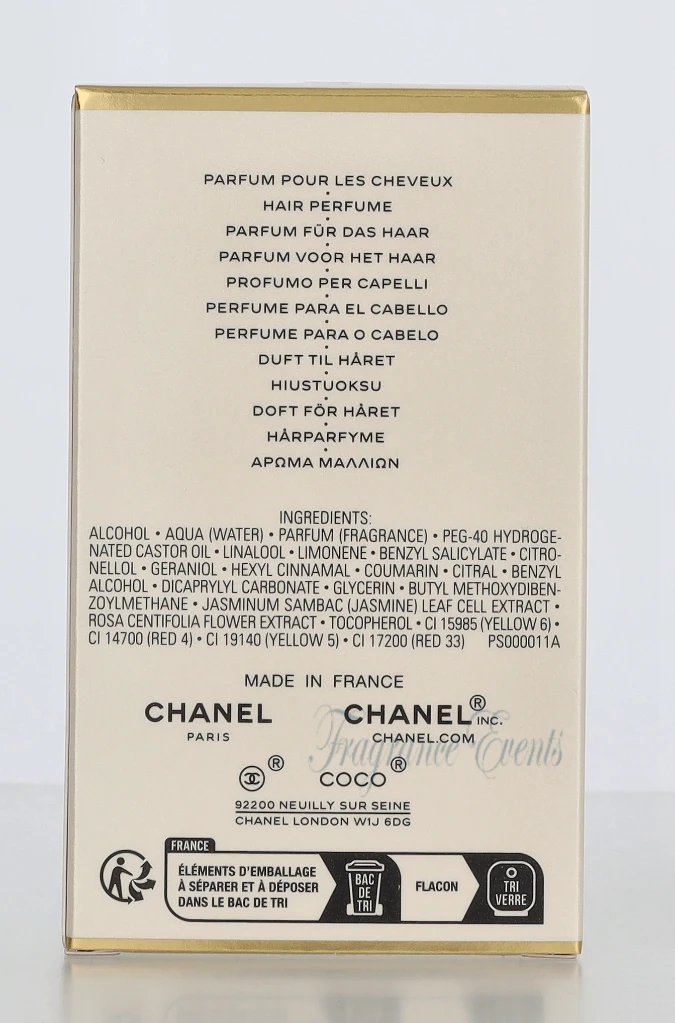 PARFUM POUR LES CHEVEUX
HAIR PERFUME
PARFUM FÜR DAS HAAR
PARFUM VOOR HET HAAR
PROFUMO PER CAPELLI
PERFUME PARA EL CABELLO
PERFUME PARA O CABELO
DUFT TIL HÅRET
HIUSTUOKSU
DOFT FÖR HÅRET
HÅRPARFYME
ΑΡΩΜΑ ΜΑΛΛΙΩΝ
INGREDIENTS:
ALCOHOL • AQUA (WATER) • PARFUM (FRAGRANCE) • PEG-40 HYDROGE-
NATED CASTOR OIL • LINALOOL • LIMONENE • BENZYL SALICYLATE • CITRO-
NELLOL • GERANIOL • HEXYL CINNAMAL • COUMARIN • CITRAL • BENZYL
ALCOHOL • DICAPRYLYL CARBONATE • GLYCERIN • BUTYL METHOXYDIBEN-
ZOYLMETHANE • JASMINUM SAMBAC (JASMINE) LEAF CELL EXTRACT •
ROSA CENTIFOLIA FLOWER EXTRACT • TOCOPHEROL • CI 15985 (YELLOW 6) •
CI 14700 (RED 4) • CI 19140 (YELLOW 5) • CI 17200 (RED 33) PS000011A
MADE IN FRANCE
CHANEL
PARIS
CHANEL® INC.
CHANEL.COM
Fragrance Events
®
COCO®
92200 NEUILLY SUR SEINE
CHANEL LONDON W1J 6DG
FRANCE
ÉLÉMENTS D'EMBALLAGE
À SÉPARER ET À DÉPOSER
DANS LE BAC DE TRI
BAC
DE
TRI
FLACON
TRI
VERRE